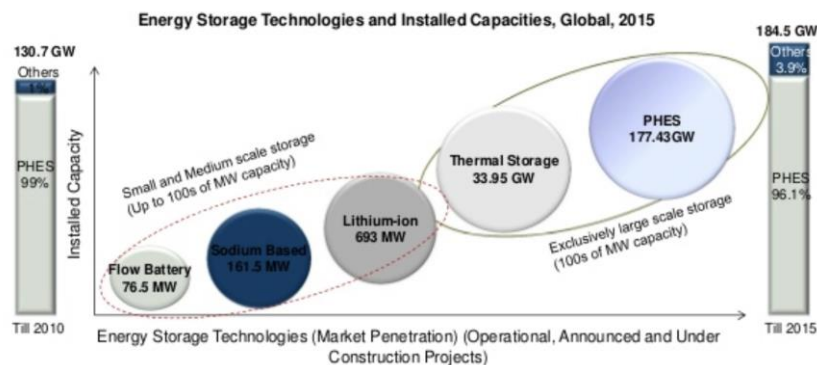 Energy Storage Technologies and Installed Capacities, Global, 2015
130.7 GW
Others
1%
PHES
99%
Till 2010
Installed Capacity
Small and Medium scale storage
(Up to 100s of MW capacity)
Flow Battery
76.5 MW
Sodium Based
161.5 MW
Lithium-ion
693 MW
Thermal Storage
33.95 GW
PHES
177.43GW
Exclusively large scale storage
(100s of MW capacity)
184.5 GW
Others
3.9%
PHES
96.1%
Till 2015
Energy Storage Technologies (Market Penetration) (Operational, Announced and Under
Construction Projects)